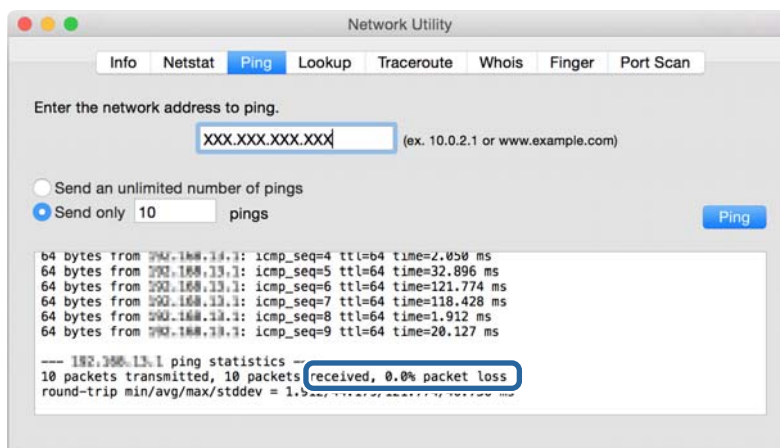 Network Utility
Info Netstat Ping Lookup Traceroute Whois Finger Port Scan
Enter the network address to ping.
XXX.XXX.XXX.XXX (ex. 10.0.2.1 or www.example.com)
Send an unlimited number of pings
Send only 10 pings
Ping
64 bytes from icmp_seq=4 ttl=64 time=2.050 ms
64 bytes from icmp_seq=5 ttl=64 time=32.896 ms
64 bytes from icmp_seq=6 ttl=64 time=121.774 ms
64 bytes from icmp_seq=7 ttl=64 time=118.428 ms
64 bytes from icmp_seq=8 ttl=64 time=1.912 ms
64 bytes from icmp_seq=9 ttl=64 time=20.127 ms
--- ping statistics
10 packets transmitted, 10 packets received, 0.0% packet loss
round-trip min/avg/max/stddev =